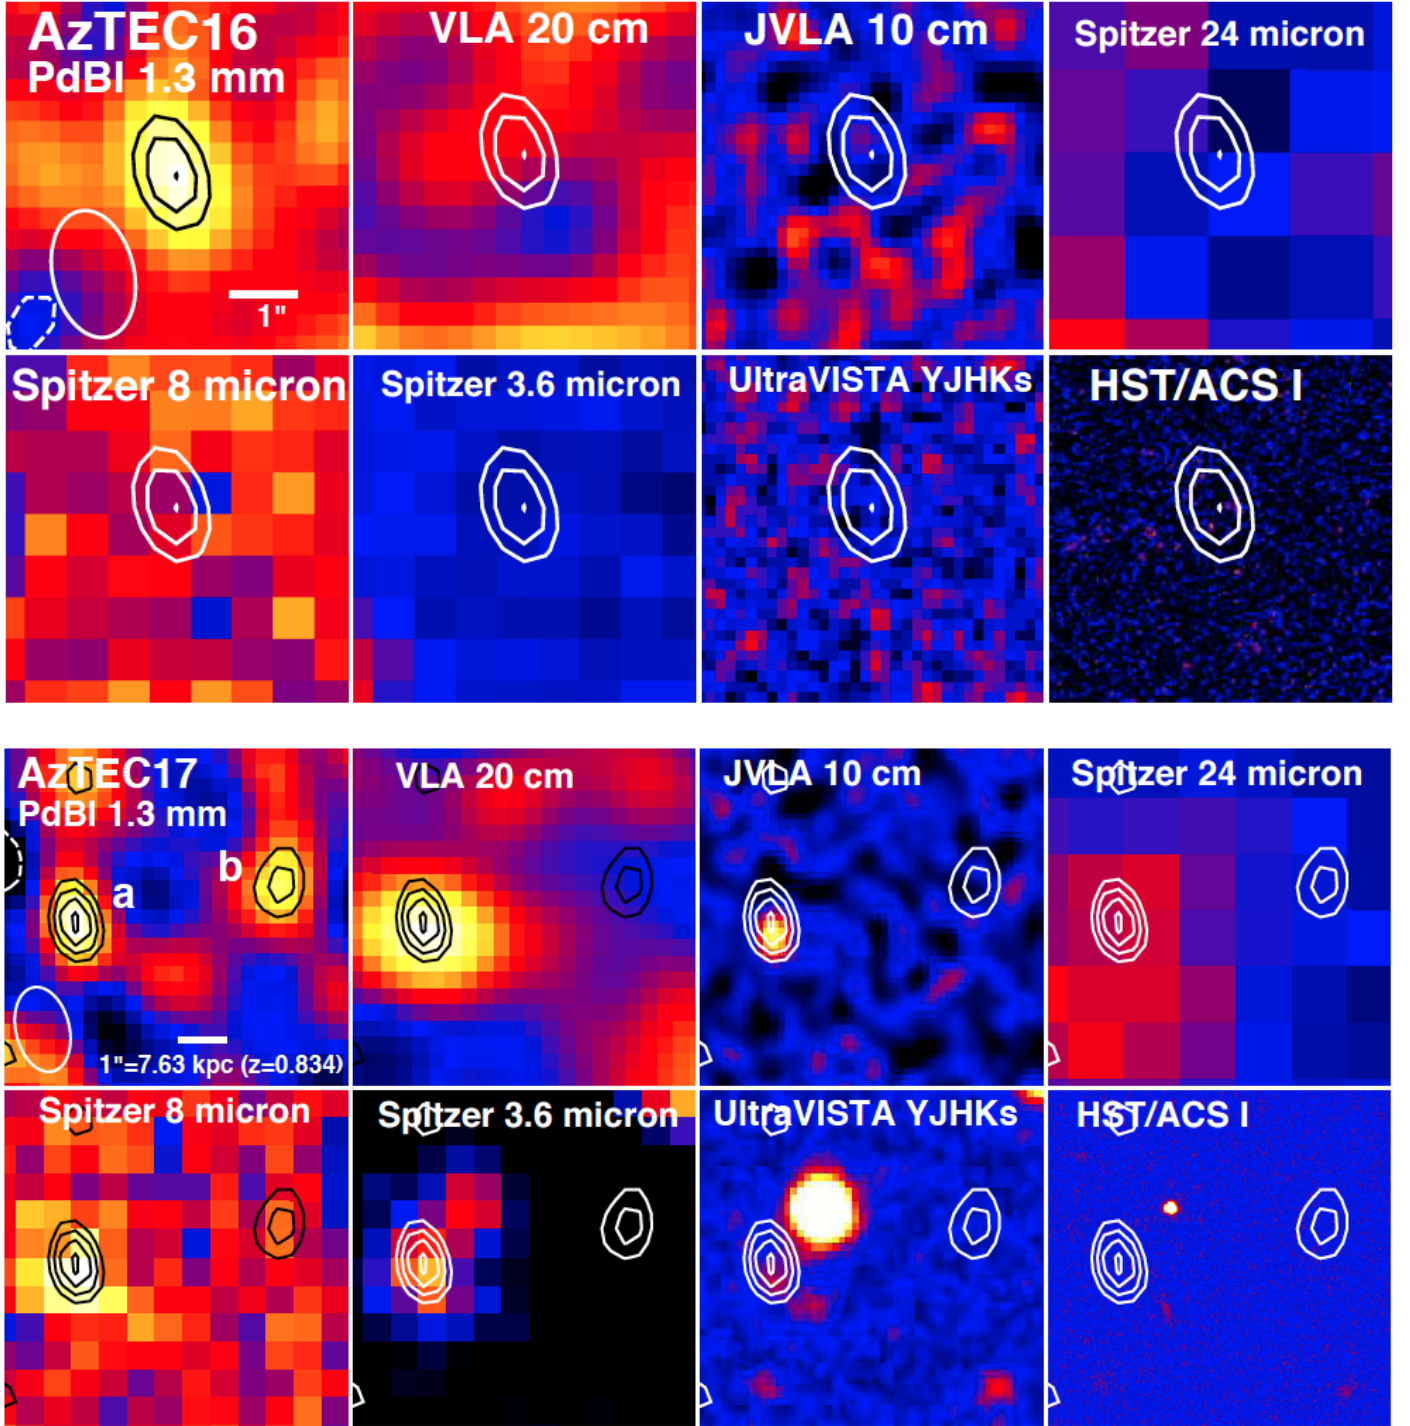 AzTEC16
PdBI 1.3 mm
1"
VLA 20 cm
JVLA 10 cm
Spitzer 24 micron
Spitzer 8 micron
Spitzer 3.6 micron
UltraVISTA YJHKs
HST/ACS I
AzTEC17
PdBI 1.3 mm
a
b
1"=7.63 kpc (z=0.834)
VLA 20 cm
JVLA 10 cm
Spitzer 24 micron
Spitzer 8 micron
Spitzer 3.6 micron
UltraVISTA YJHKs
HST/ACS I